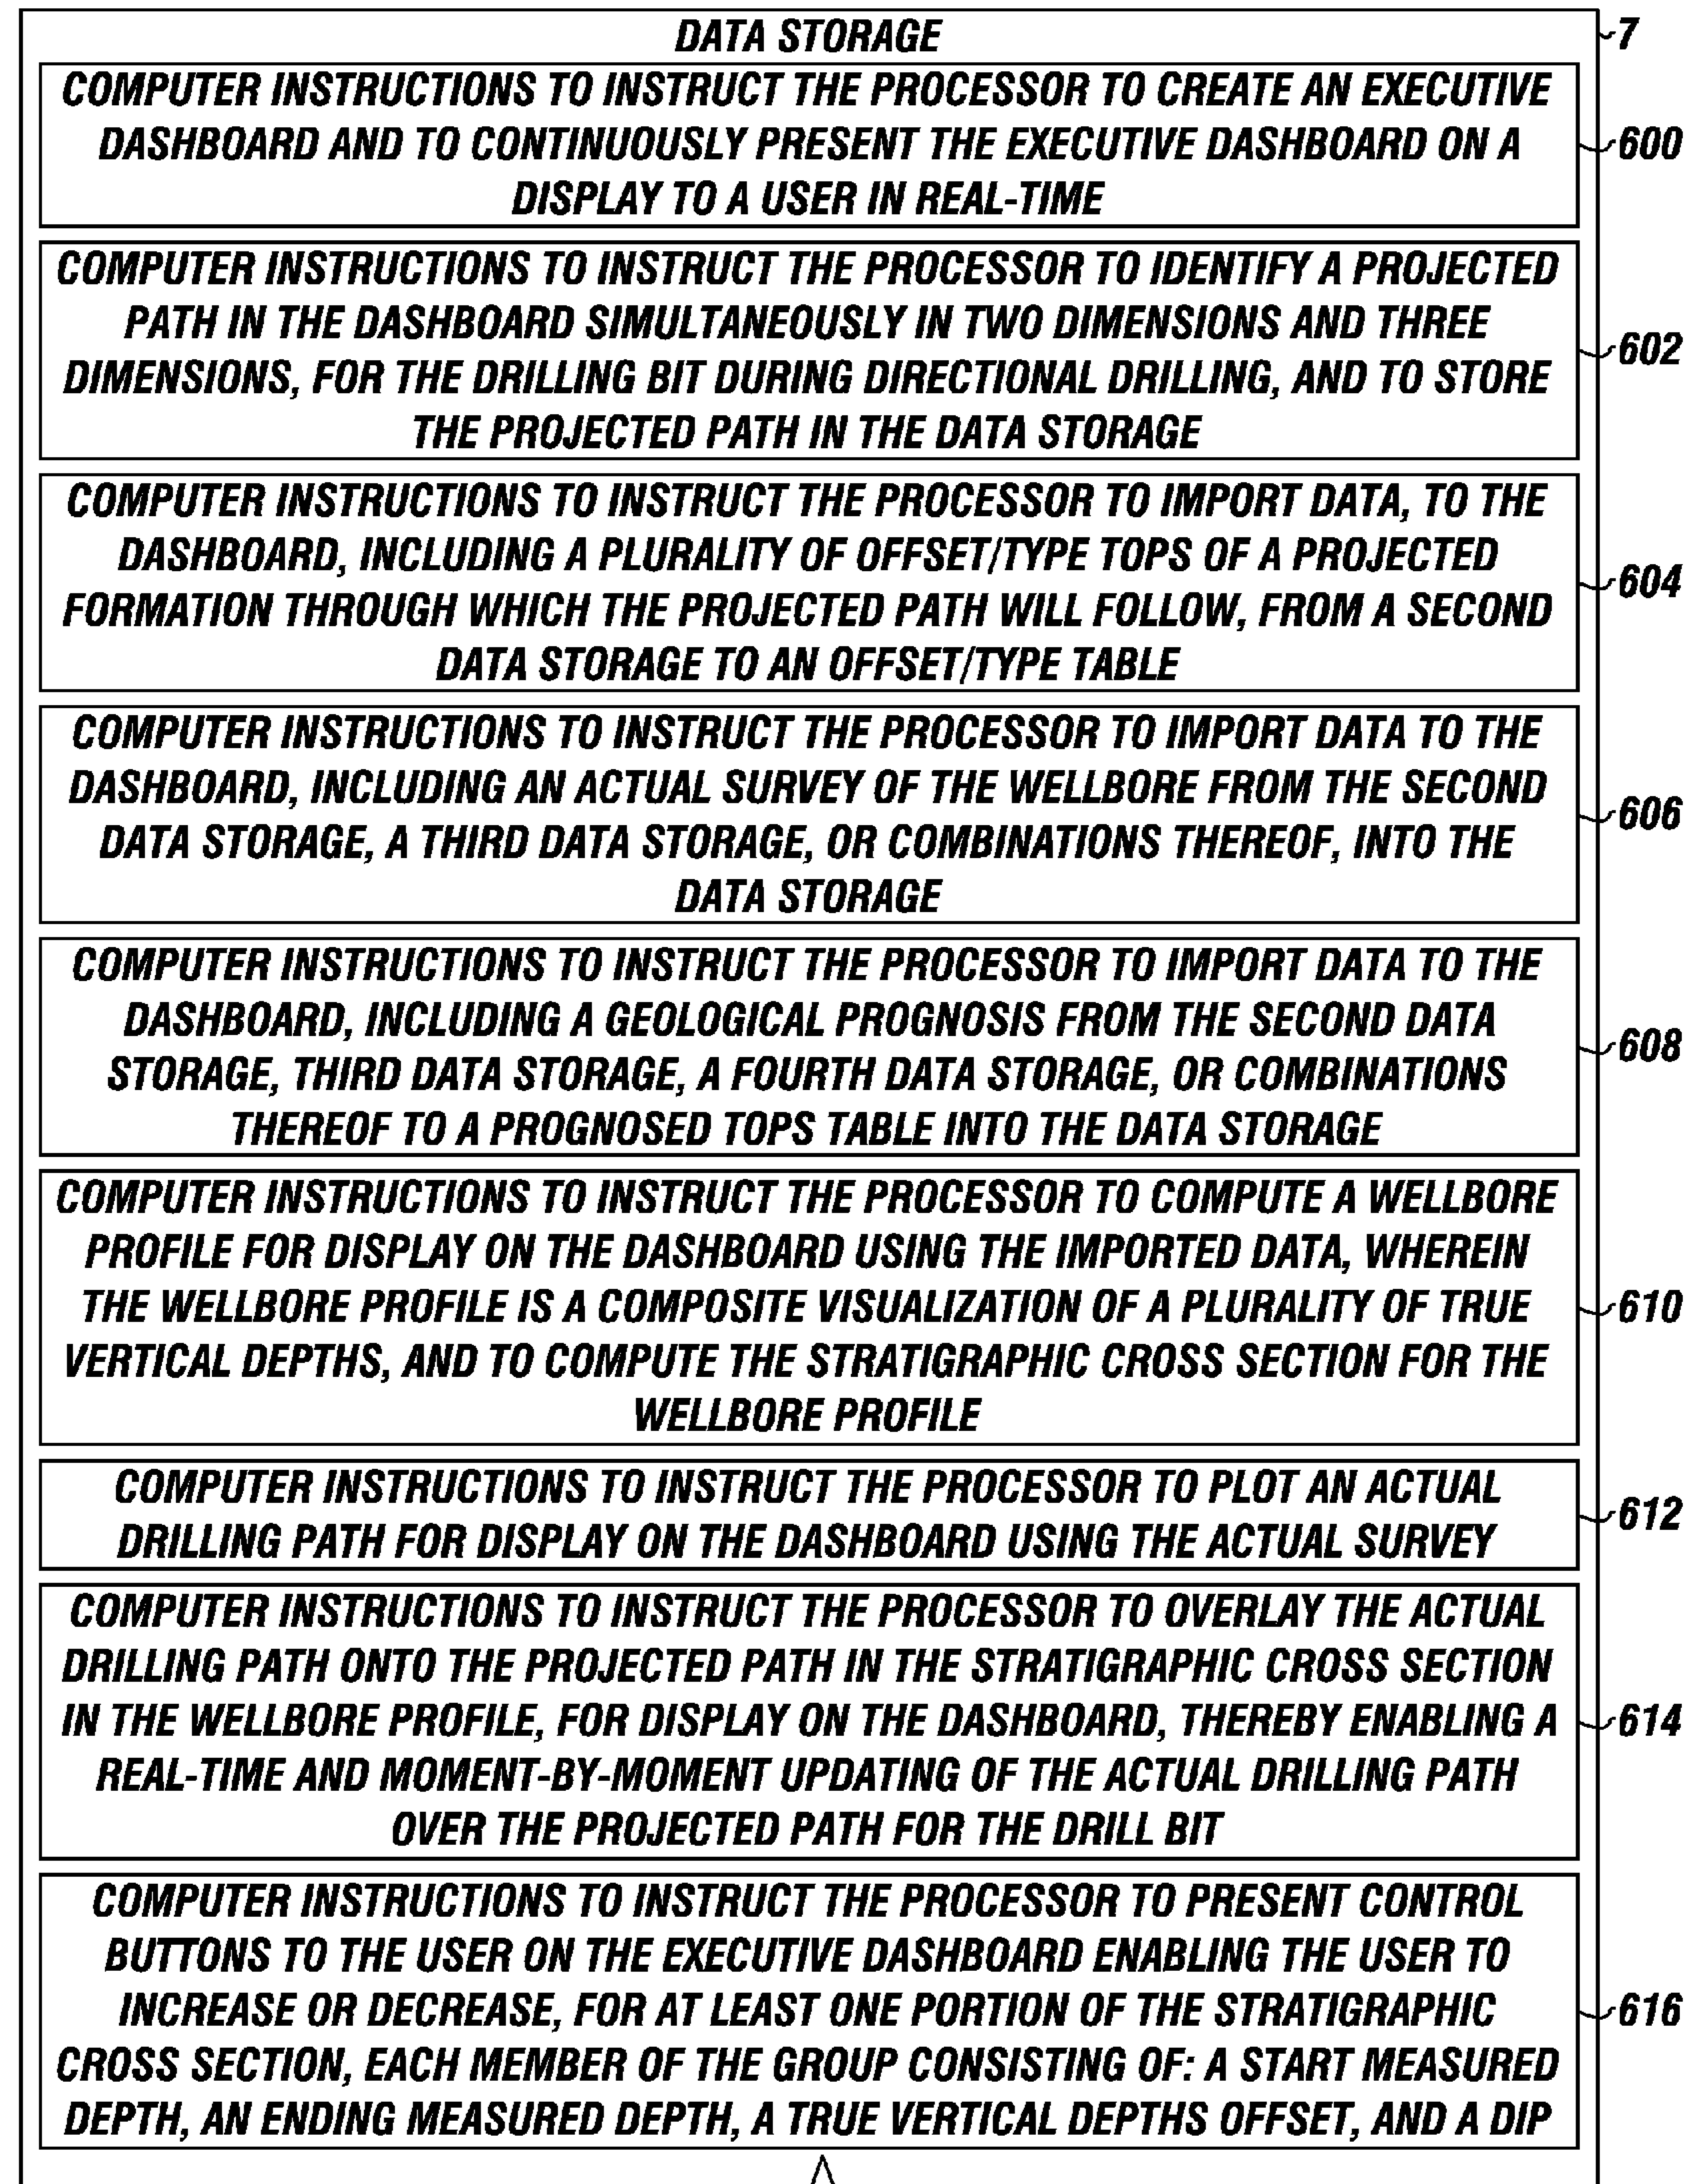 DATA STORAGE
7
COMPUTER INSTRUCTIONS TO INSTRUCT THE PROCESSOR TO CREATE AN EXECUTIVE
DASHBOARD AND TO CONTINUOUSLY PRESENT THE EXECUTIVE DASHBOARD ON A
DISPLAY TO A USER IN REAL-TIME
600
COMPUTER INSTRUCTIONS TO INSTRUCT THE PROCESSOR TO IDENTIFY A PROJECTED
PATH IN THE DASHBOARD SIMULTANEOUSLY IN TWO DIMENSIONS AND THREE
DIMENSIONS, FOR THE DRILLING BIT DURING DIRECTIONAL DRILLING, AND TO STORE
THE PROJECTED PATH IN THE DATA STORAGE
602
COMPUTER INSTRUCTIONS TO INSTRUCT THE PROCESSOR TO IMPORT DATA, TO THE
DASHBOARD, INCLUDING A PLURALITY OF OFFSET/TYPE TOPS OF A PROJECTED
FORMATION THROUGH WHICH THE PROJECTED PATH WILL FOLLOW, FROM A SECOND
DATA STORAGE TO AN OFFSET/TYPE TABLE
604
COMPUTER INSTRUCTIONS TO INSTRUCT THE PROCESSOR TO IMPORT DATA TO THE
DASHBOARD, INCLUDING AN ACTUAL SURVEY OF THE WELLBORE FROM THE SECOND
DATA STORAGE, A THIRD DATA STORAGE, OR COMBINATIONS THEREOF, INTO THE
DATA STORAGE
606
COMPUTER INSTRUCTIONS TO INSTRUCT THE PROCESSOR TO IMPORT DATA TO THE
DASHBOARD, INCLUDING A GEOLOGICAL PROGNOSIS FROM THE SECOND DATA
STORAGE, THIRD DATA STORAGE, A FOURTH DATA STORAGE, OR COMBINATIONS
THEREOF TO A PROGNOSED TOPS TABLE INTO THE DATA STORAGE
608
COMPUTER INSTRUCTIONS TO INSTRUCT THE PROCESSOR TO COMPUTE A WELLBORE
PROFILE FOR DISPLAY ON THE DASHBOARD USING THE IMPORTED DATA, WHEREIN
THE WELLBORE PROFILE IS A COMPOSITE VISUALIZATION OF A PLURALITY OF TRUE
VERTICAL DEPTHS, AND TO COMPUTE THE STRATIGRAPHIC CROSS SECTION FOR THE
WELLBORE PROFILE
610
COMPUTER INSTRUCTIONS TO INSTRUCT THE PROCESSOR TO PLOT AN ACTUAL
DRILLING PATH FOR DISPLAY ON THE DASHBOARD USING THE ACTUAL SURVEY
612
COMPUTER INSTRUCTIONS TO INSTRUCT THE PROCESSOR TO OVERLAY THE ACTUAL
DRILLING PATH ONTO THE PROJECTED PATH IN THE STRATIGRAPHIC CROSS SECTION
IN THE WELLBORE PROFILE, FOR DISPLAY ON THE DASHBOARD, THEREBY ENABLING A
REAL-TIME AND MOMENT-BY-MOMENT UPDATING OF THE ACTUAL DRILLING PATH
OVER THE PROJECTED PATH FOR THE DRILL BIT
614
COMPUTER INSTRUCTIONS TO INSTRUCT THE PROCESSOR TO PRESENT CONTROL
BUTTONS TO THE USER ON THE EXECUTIVE DASHBOARD ENABLING THE USER TO
INCREASE OR DECREASE, FOR AT LEAST ONE PORTION OF THE STRATIGRAPHIC
CROSS SECTION, EACH MEMBER OF THE GROUP CONSISTING OF: A START MEASURED
DEPTH, AN ENDING MEASURED DEPTH, A TRUE VERTICAL DEPTHS OFFSET, AND A DIP
616